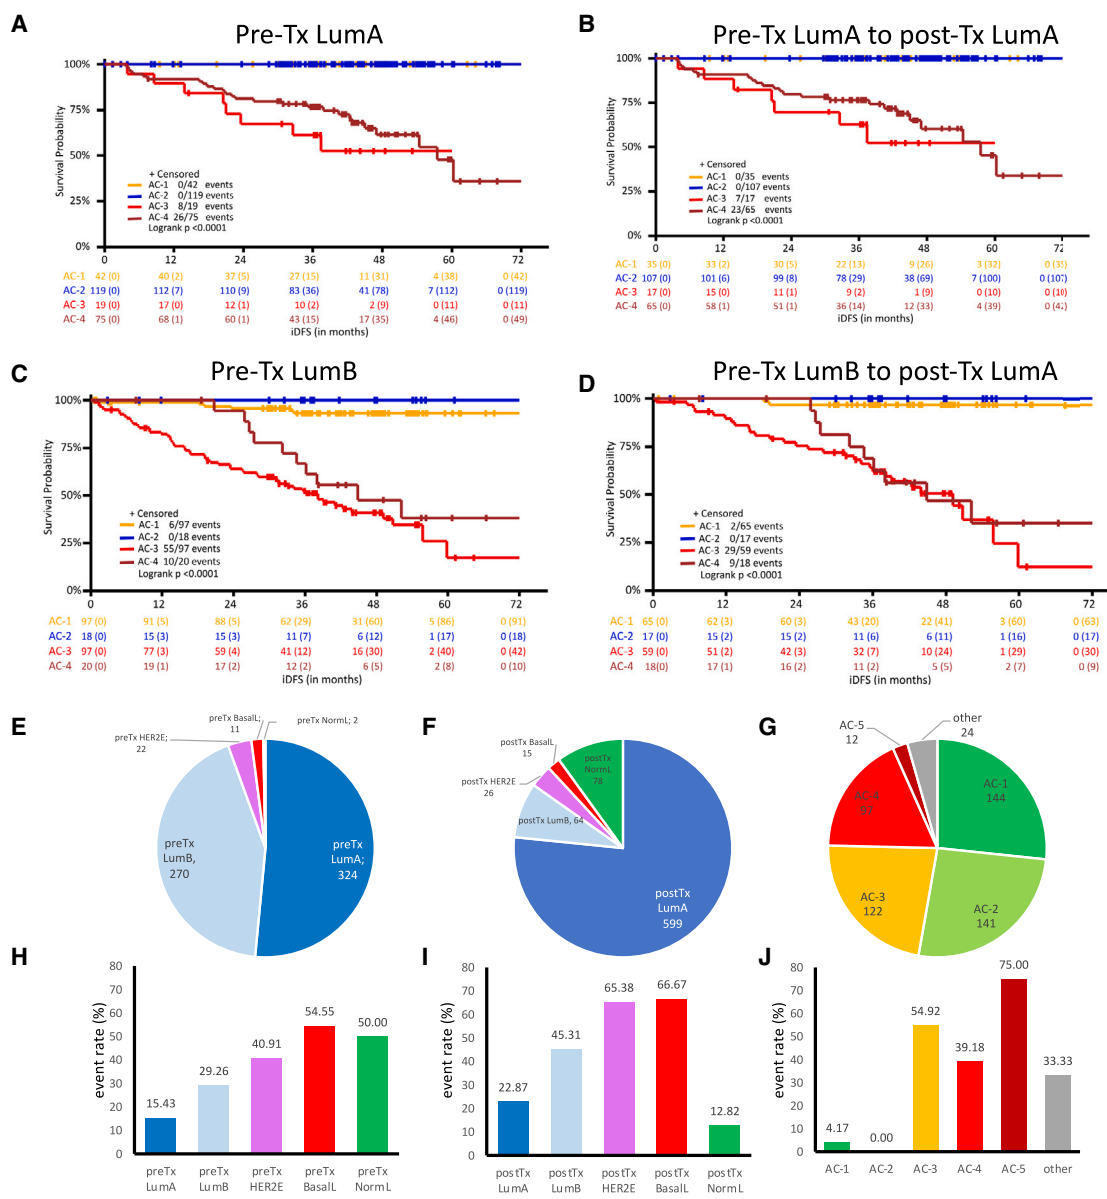 A
Pre-Tx LumA
Survival Probability
100%
75%
50%
25%
0%
+ Censored
AC-1 0/42 events
AC-2 0/119 events
AC-3 8/19 events
AC-4 26/75 events
Logrank p <0.0001
0 12 24 36 48 60 72
AC-1 42 (0) 40 (2) 37 (5) 27 (15) 11 (31) 4 (38) 0 (42)
AC-2 119 (0) 112 (7) 110 (9) 83 (36) 41 (78) 7 (112) 0 (119)
AC-3 19 (0) 17 (0) 12 (1) 10 (2) 2 (9) 0 (11) 0 (11)
AC-4 75 (0) 68 (1) 60 (1) 43 (15) 17 (35) 4 (46) 0 (49)
iDFS (in months)
B
Pre-Tx LumA to post-Tx LumA
Survival Probability
100%
75%
50%
25%
0%
+ Censored
AC-1 0/35 events
AC-2 0/107 events
AC-3 7/17 events
AC-4 23/65 events
Logrank p <0.0001
0 12 24 36 48 60 72
AC-1 35 (0) 33 (2) 30 (5) 22 (13) 9 (26) 3 (32) 0 (35)
AC-2 107 (0) 101 (6) 99 (8) 78 (29) 38 (69) 7 (100) 0 (107)
AC-3 17 (0) 15 (0) 11 (1) 9 (2) 1 (9) 0 (10) 0 (10)
AC-4 65 (0) 58 (1) 51 (1) 36 (14) 12 (33) 4 (39) 0 (42)
iDFS (in months)
C
Pre-Tx LumB
Survival Probability
100%
75%
50%
25%
0%
+ Censored
AC-1 6/97 events
AC-2 0/18 events
AC-3 55/97 events
AC-4 10/20 events
Logrank p <0.0001
0 12 24 36 48 60 72
AC-1 97 (0) 91 (5) 88 (5) 62 (29) 31 (60) 5 (86) 0 (91)
AC-2 18 (0) 15 (3) 15 (3) 11 (7) 6 (12) 1 (17) 0 (18)
AC-3 97 (0) 77 (3) 59 (4) 41 (12) 16 (30) 2 (40) 0 (42)
AC-4 20 (0) 19 (1) 17 (2) 12 (2) 6 (5) 2 (8) 0 (10)
iDFS (in months)
D
Pre-Tx LumB to post-Tx LumA
Survival Probability
100%
75%
50%
25%
0%
+ Censored
AC-1 2/65 events
AC-2 0/17 events
AC-3 29/59 events
AC-4 9/18 events
Logrank p <0.0001
0 12 24 36 48 60 72
AC-1 65 (0) 62 (3) 60 (3) 43 (20) 22 (41) 3 (60) 0 (63)
AC-2 17 (0) 15 (2) 15 (2) 11 (6) 6 (11) 1 (16) 0 (17)
AC-3 59 (0) 51 (2) 42 (3) 32 (7) 10 (24) 1 (29) 0 (30)
AC-4 18(0) 17 (1) 16 (2) 11 (2) 5 (5) 2 (7) 0 (9)
iDFS (in months)
E
preTx BasalL;
11
preTx NormL; 2
preTx HER2E;
22
preTx
LumB,
270
preTx
LumA;
324
F
postTx BasalL
15
postTx
NormL
78
postTx HER2E
26
postTx LumB, 64
postTx
LumA
599
G
AC-5
12
other
24
AC-4
97
AC-1
144
AC-3
122
AC-2
141
H
event rate (%)
80
70
60
50
40
30
20
10
0
15.43
29.26
40.91
54.55
50.00
preTx preTx preTx preTx preTx
LumA LumB HER2E BasalL NormL
I
event rate (%)
80
70
60
50
40
30
20
10
0
22.87
45.31
65.38
66.67
12.82
postTx postTx postTx postTx postTx
LumA LumB HER2E BasalL NormL
J
event rate (%)
80
70
60
50
40
30
20
10
0
4.17
0.00
54.92
39.18
75.00
33.33
AC-1 AC-2 AC-3 AC-4 AC-5 other